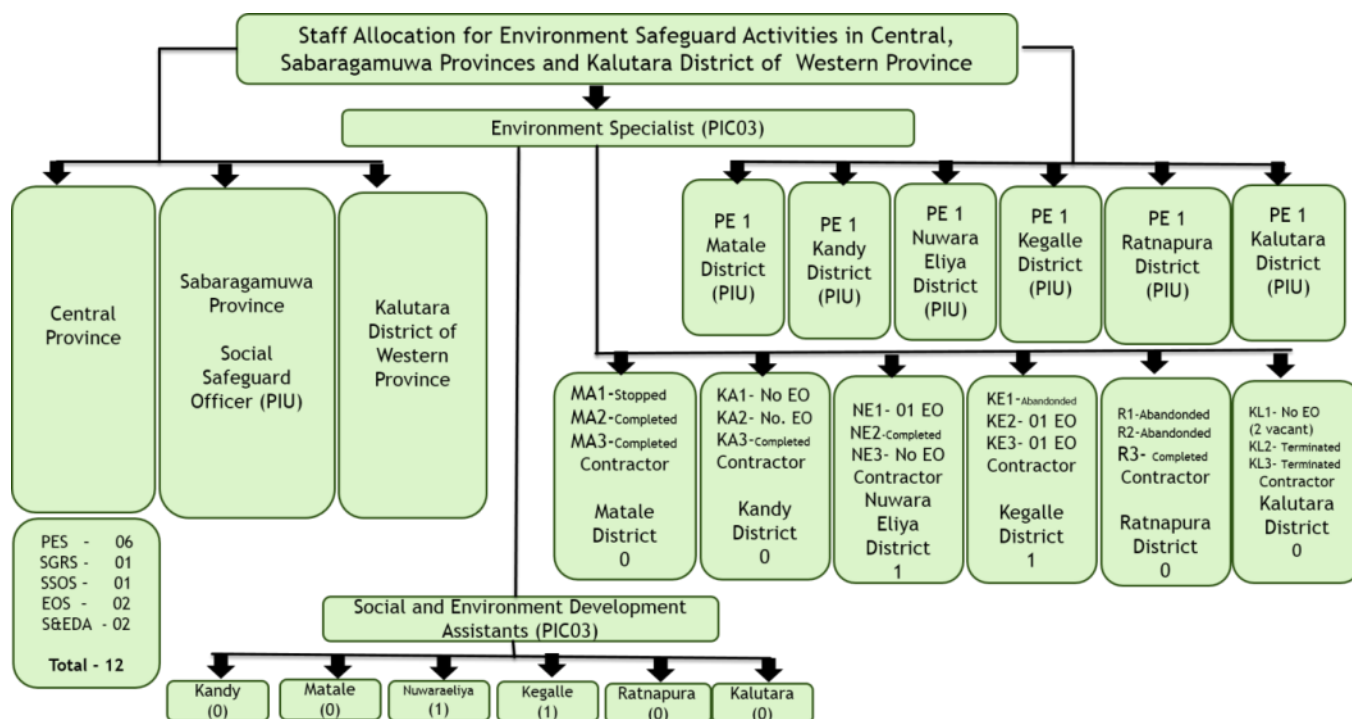 Staff Allocation for Environment Safeguard Activities in Central,
Sabaragamuwa Provinces and Kalutara District of Western Province
Environment Specialist (PIC03)
Central
Province
Sabaragamuwa
Province
Social
Safeguard
Officer (PIU)
Kalutara
District of
Western
Province
PE 1
Matale
District
(PIU)
PE 1
Kandy
District
(PIU)
PE 1
Nuwara
Eliya
District
(PIU)
PE 1
Kegalle
District
(PIU)
PE 1
Ratnapura
District
(PIU)
PE 1
Kalutara
District
(PIU)
MA1-Stopped
MA2-Completed
MA3-Completed
Contractor
Matale
District
0
KA1- No EO
KA2- No. EO
KA3-Completed
Contractor
Kandy
District
0
NE1- 01 EO
NE2-Completed
NE3- No EO
Contractor
Nuwara
Eliya
District
1
KE1-Abandonded
KE2- 01 EO
KE3- 01 EO
Contractor
Kegalle
District
1
R1-Abandonded
R2-Abandonded
R3- Completed
Contractor
Ratnapura
District
0
KL1- No EO
(2 vacant)
KL2- Terminated
KL3- Terminated
Contractor
Kalutara
District
0
PES - 06
SGRS - 01
SSOS - 01
EOS - 02
S&EDA - 02
Total - 12
Social and Environment Development
Assistants (PIC03)
Kandy
(0)
Matale
(0)
Nuwaraeliya
(1)
Kegalle
(1)
Ratnapura
(0)
Kalutara
(0)